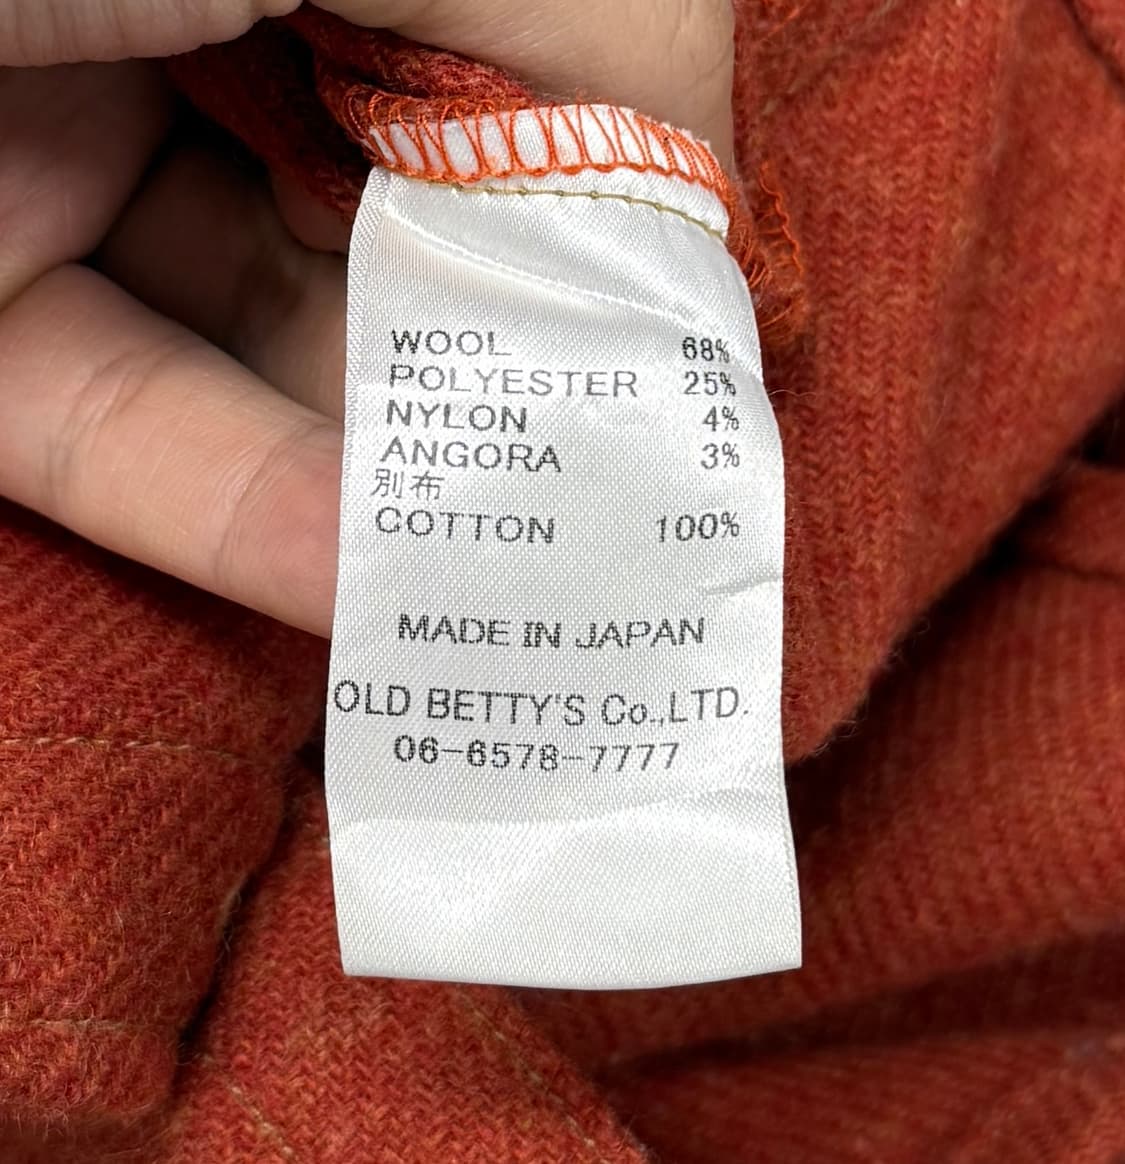 WOOL 68%
POLYESTER 25%
NYLON 4%
ANGORA 3%
別布
COTTON 100%
MADE IN JAPAN
OLD BETTY'S Co.,LTD.
06-6578-7777